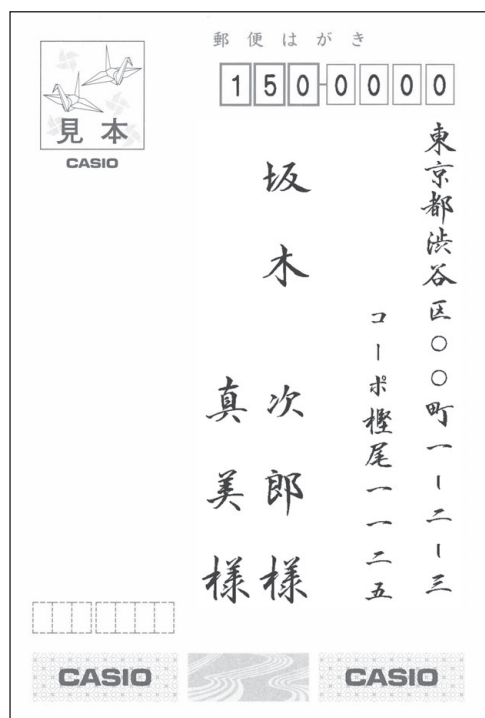 郵便はがき
150-0000
見本
CASIO
東京都渋谷区○○町一ー二ー三
コーポ樫尾一一二五
坂木 次郎様
真美様
CASIO
CASIO